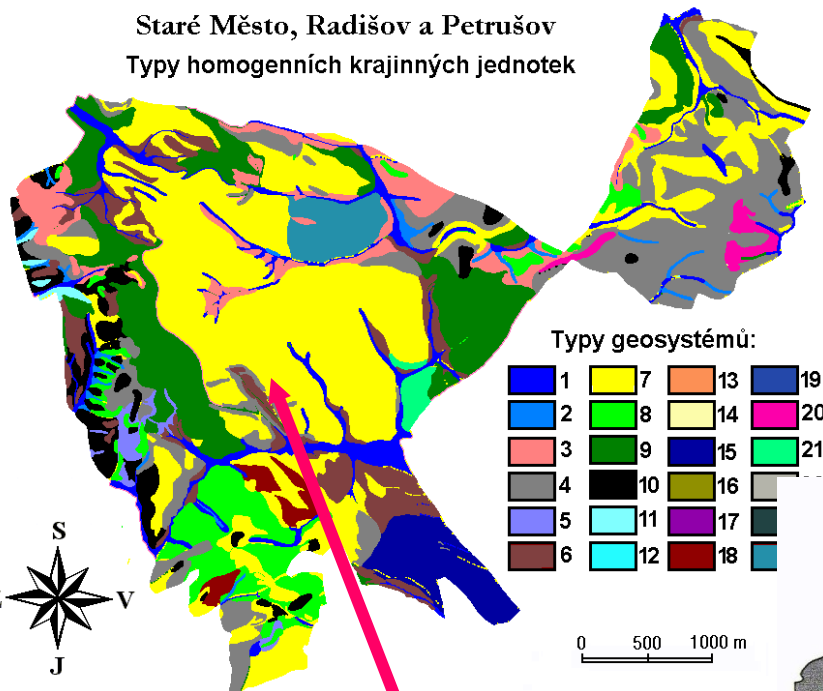 Staré Město, Radišov a Petrušov
Typy homogenních krajinných jednotek
Typy geosystémů:
1 7 13 19
2 8 14 20
3 9 15 21
4 10 16
5 11 17
6 12 18
S
V
J
0 500 1000 m